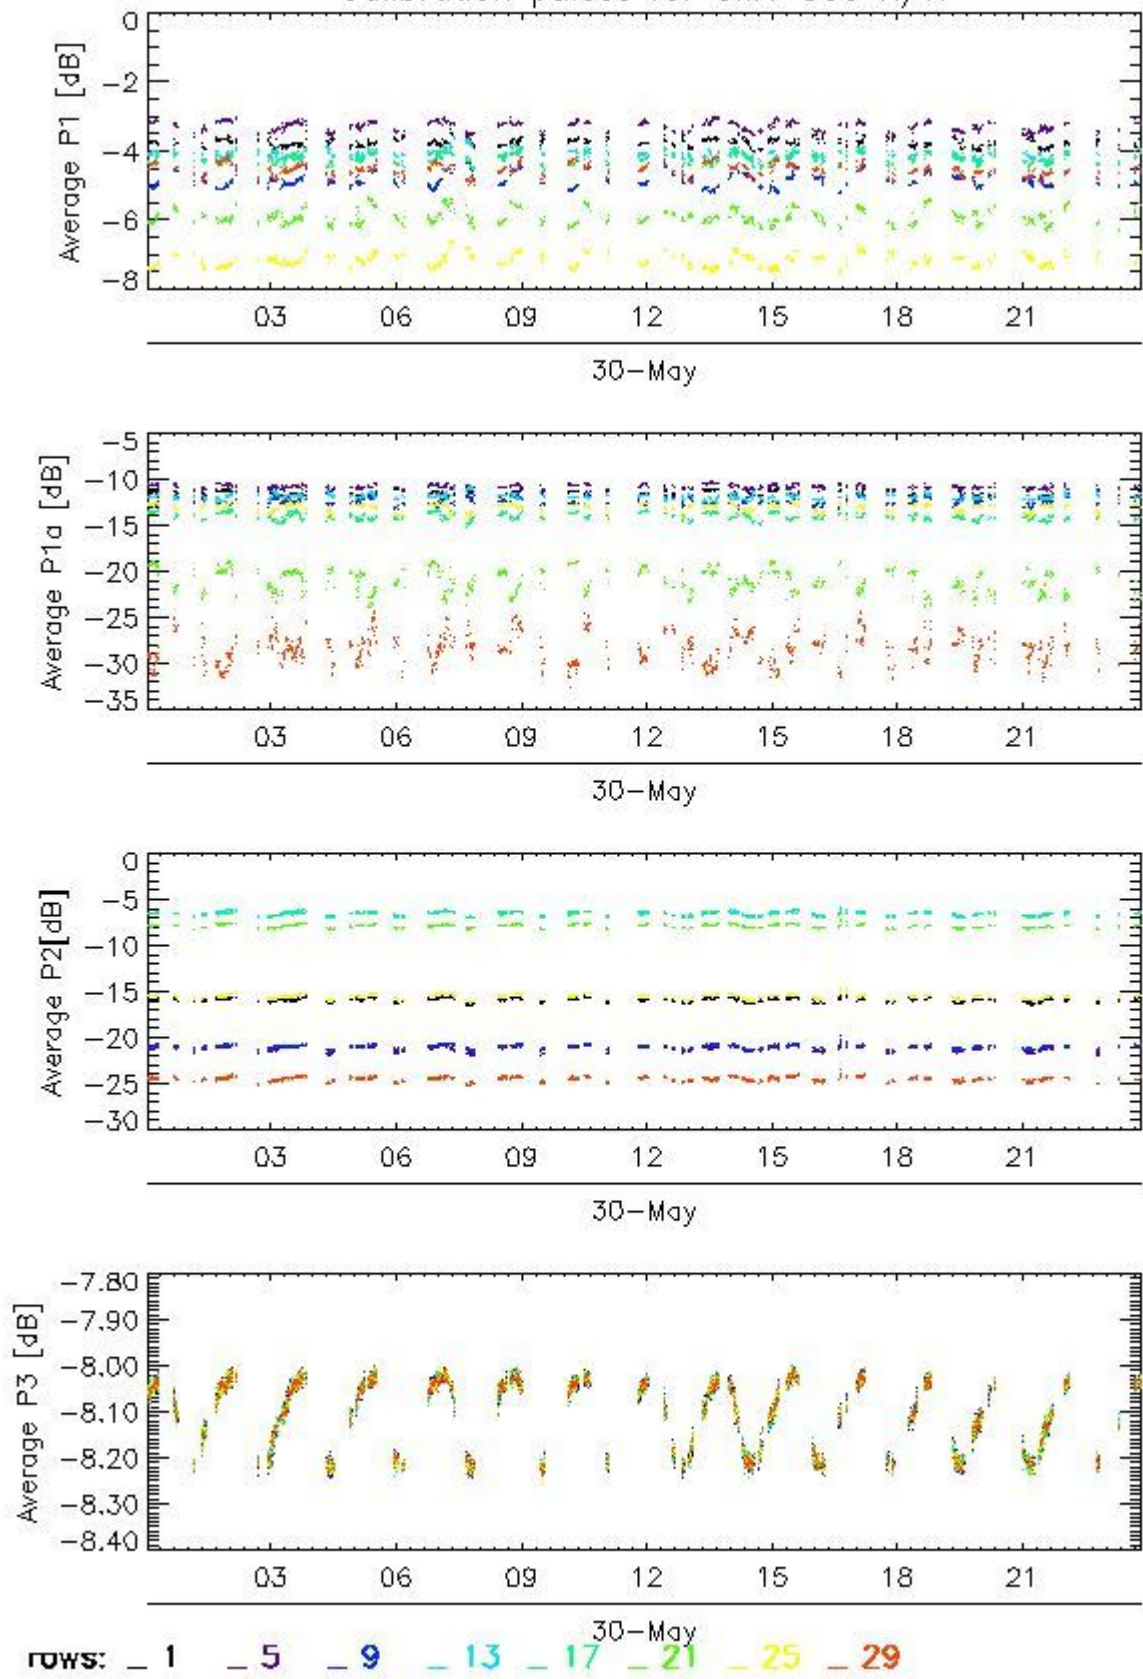 0
-2
-4
-6
-8
Average P1 [dB]
03 06 09 12 15 18 21
30-May
-5
-10
-15
-20
-25
-30
-35
Average P1a [dB]
03 06 09 12 15 18 21
30-May
0
-5
-10
-15
-20
-25
-30
Average P2[dB]
03 06 09 12 15 18 21
30-May
-7.80
-7.90
-8.00
-8.10
-8.20
-8.30
-8.40
Average P3 [dB]
03 06 09 12 15 18 21
30-May
rows: _ 1 _ 5 _ 9 _ 13 _ 17 _ 21 _ 25 _ 29